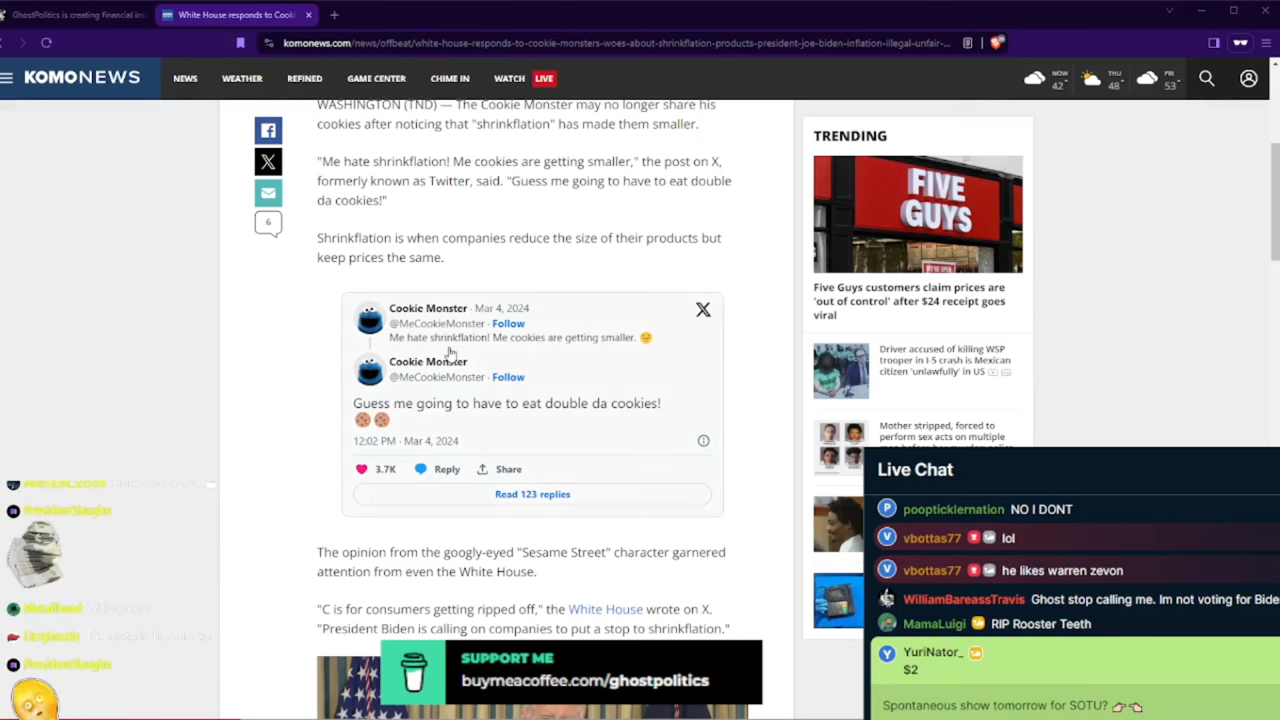 GhostPolitics is creating financial ins
White House responds to Cooki
komonews.com/news/offbeat/white-house-responds-to-cookie-monsters-woes-about-shrinkflation-products-president-joe-biden-inflation-illegal-unfair-...
KOMONEWS
NEWS
WEATHER
REFINED
GAME CENTER
CHIME IN
WATCH
LIVE
NOW
42°
THU
48°
FRI
53°
WASHINGTON (TND) — The Cookie Monster may no longer share his
cookies after noticing that "shrinkflation" has made them smaller.
"Me hate shrinkflation! Me cookies are getting smaller," the post on X,
formerly known as Twitter, said. "Guess me going to have to eat double
da cookies!"
Shrinkflation is when companies reduce the size of their products but
keep prices the same.
6
Cookie Monster · Mar 4, 2024
@MeCookieMonster · Follow
Me hate shrinkflation! Me cookies are getting smaller.
Cookie Monster
@MeCookieMonster · Follow
Guess me going to have to eat double da cookies!
12:02 PM · Mar 4, 2024
3.7K
Reply
Share
Read 123 replies
The opinion from the googly-eyed "Sesame Street" character garnered
attention from even the White House.
"C is for consumers getting ripped off," the White House wrote on X.
"President Biden is calling on companies to put a stop to shrinkflation."
TRENDING
FIVE
GUYS
Five Guys customers claim prices are
'out of control' after $24 receipt goes
viral
Driver accused of killing WSP
trooper in I-5 crash is Mexican
citizen 'unlawfully' in US
Mother stripped, forced to
perform sex acts on multiple
SUPPORT ME
buymeacoffee.com/ghostpolitics
Live Chat
P
poopticklernation NO I DONT
V
vbottas77 lol
V
vbottas77 he likes warren zevon
WilliamBareassTravis Ghost stop calling me. Im not voting for Bide
MamaLuigi RIP Rooster Teeth
Y
YuriNator_
$2
Spontaneous show tomorrow for SOTU?